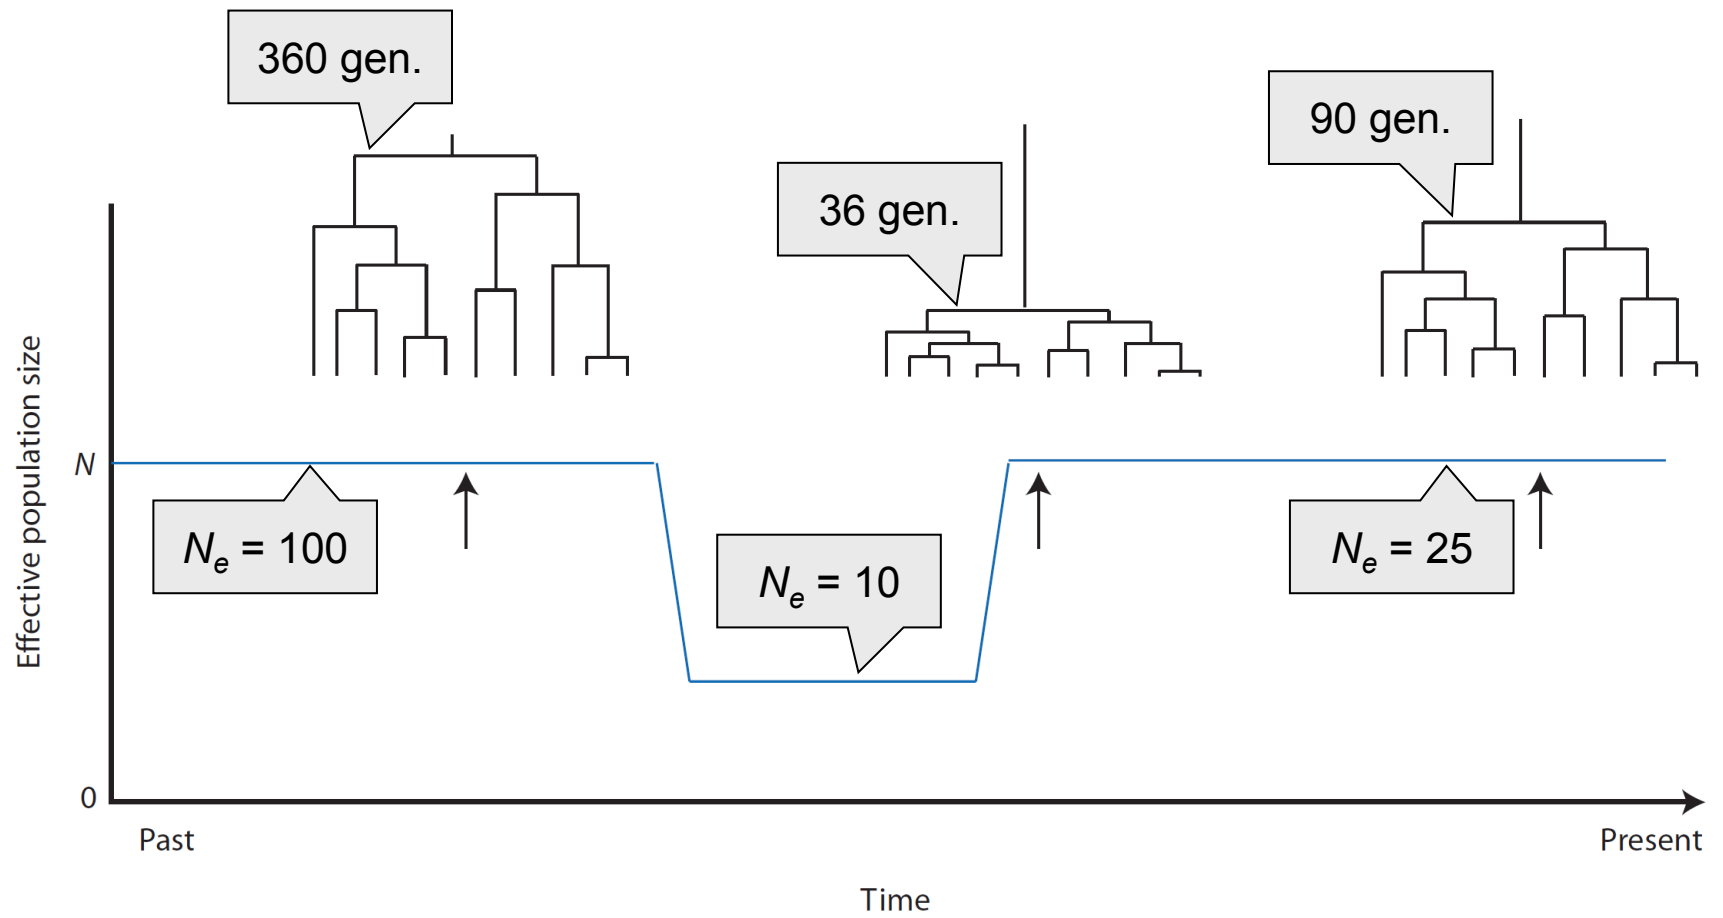 360 gen.
90 gen.
36 gen.
Effective population size
N
Ne = 100
Ne = 10
Ne = 25
0
Past
Present
Time